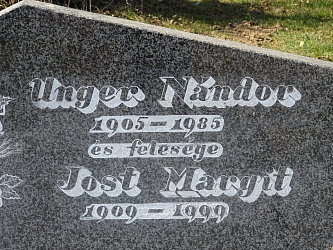 Unger Nándor
1905-1985
és felesége
Jost Margit
1909-1999